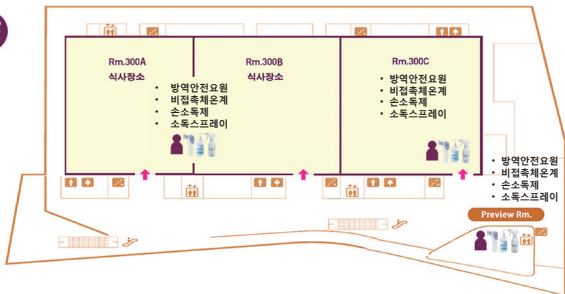 Rm.300A
식사장소
Rm.300B
식사장소
• 방역안전요원
• 비접촉체온계
• 손소독제
• 소독스프레이
Rm.300C
• 방역안전요원
• 비접촉체온계
• 손소독제
• 소독스프레이
• 방역안전요원
• 비접촉체온계
• 손소독제
• 소독스프레이
Preview Rm.